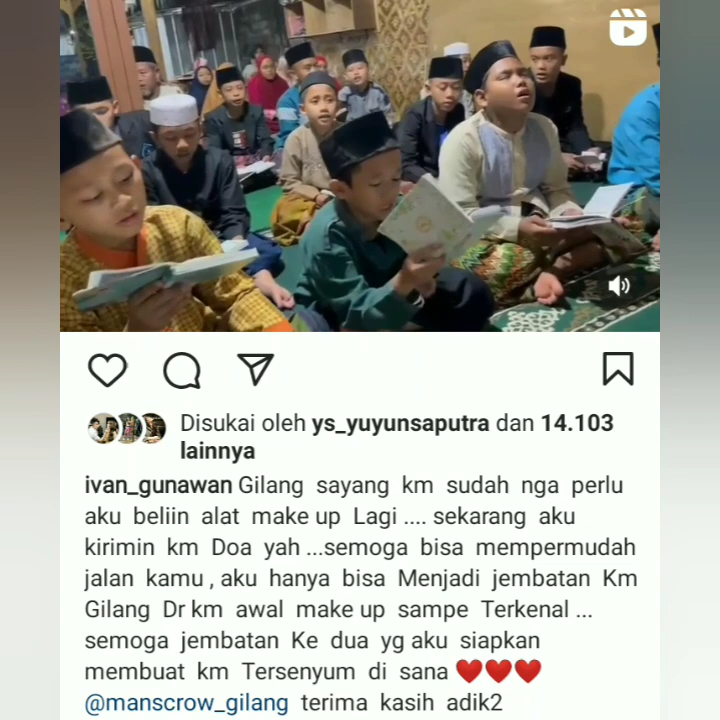 Disukai oleh ys_yuyunsaputra dan 14.103
lainnya
ivan_gunawan Gilang sayang km sudah nga perlu
aku beliin alat make up Lagi .... sekarang aku
kirimin km Doa yah ...semoga bisa mempermudah
jalan kamu , aku hanya bisa Menjadi jembatan Km
Gilang Dr km awal make up sampe Terkenal ...
semoga jembatan Ke dua yg aku siapkan
membuat km Tersenyum di sana ❤️❤️❤️
@manscrow_gilang terima kasih adik2